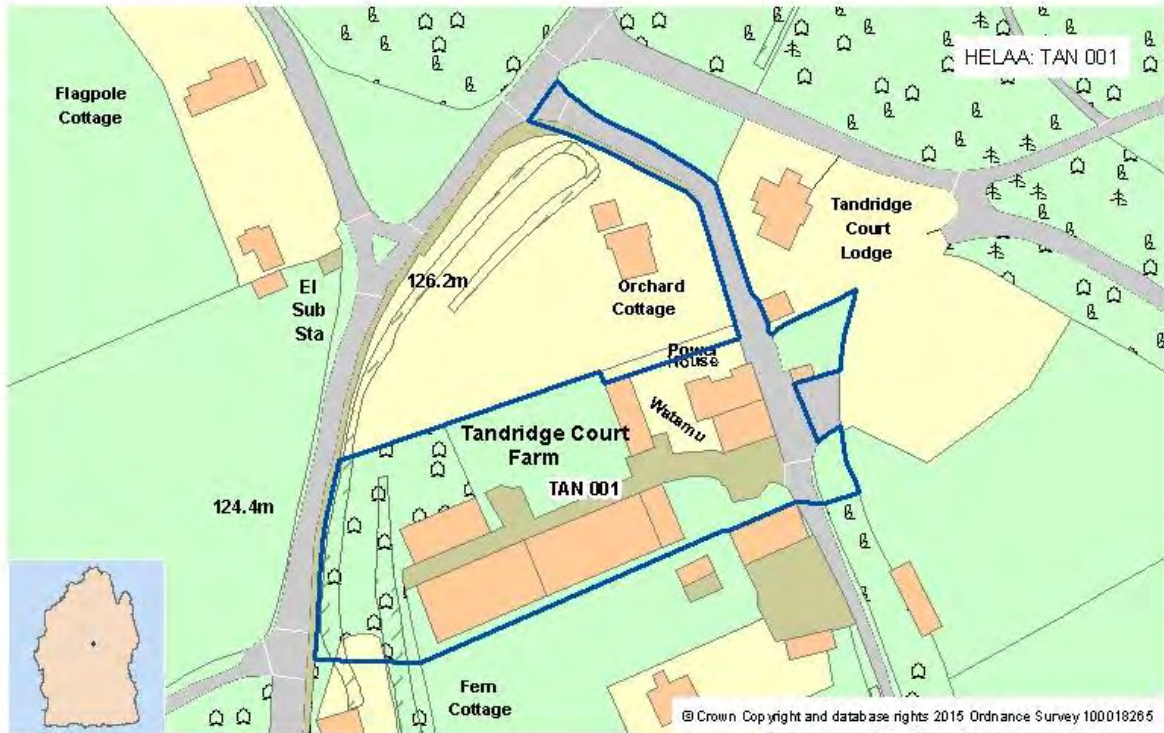 HELAA: TAN 001
Flagpole
Cottage
Tandridge
Court
Lodge
126.2m
El
Sub
Sta
Orchard
Cottage
Power
House
Watamu
Tandridge Court
Farm
TAN 001
124.4m
Fern
Cottage
© Crown Copyright and database rights 2015 Ordnance Survey 100018265